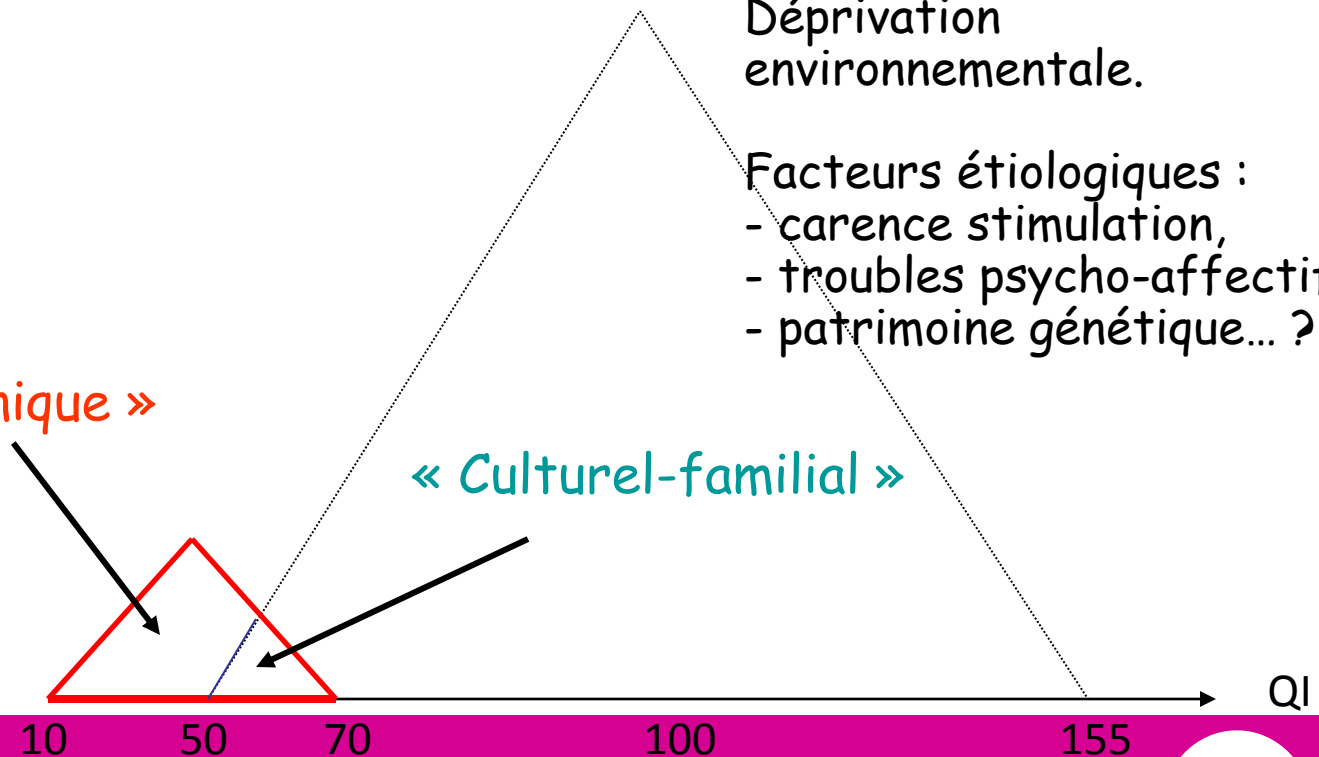 Déprivation
environnementale.
Facteurs étiologiques :
- carence stimulation,
- troubles psycho-affectif
- patrimoine génétique... ?
nique »
« Culturel-familial »
QI
10 50 70 100 155